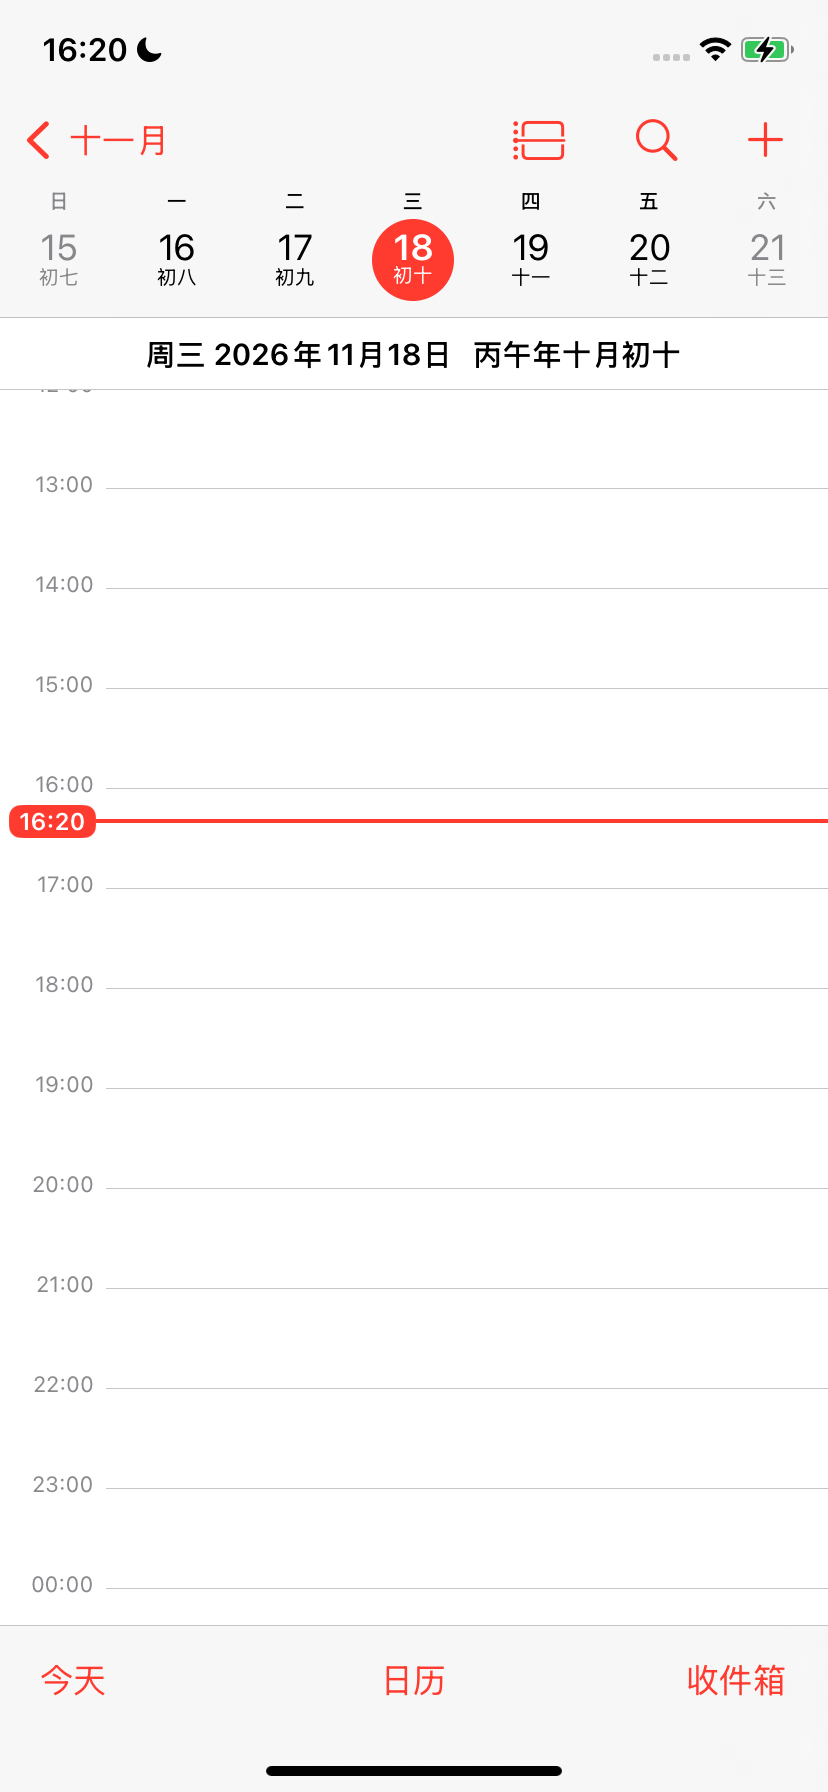 16:20
十一月
日 一 二 三 四 五 六
15 16 17 18 19 20 21
初七 初八 初九 初十 十一 十二 十三
周三 2026年11月18日 丙午年十月初十
13:00
14:00
15:00
16:00
16:20
17:00
18:00
19:00
20:00
21:00
22:00
23:00
00:00
今天 日历 收件箱